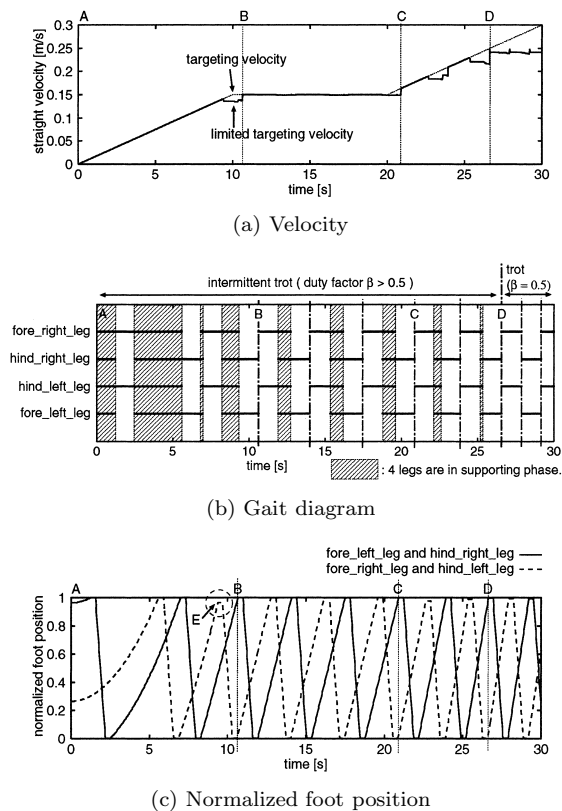 A B C D
0.3
0.25
0.2
0.15
0.1
0.05
0
straight velocity [m/s]
targeting velocity
limited targeting velocity
0 5 10 15 20 25 30
time [s]
(a) Velocity
trot
intermittent trot ( duty factor β > 0.5 ) (β = 0.5)
A B C D
fore_right_leg
hind_right_leg
hind_left_leg
fore_left_leg
0 5 10 15 20 25 30
time [s]
: 4 legs are in supporting phase.
(b) Gait diagram
fore_left_leg and hind_right_leg
fore_right_leg and hind_left_leg
A B C D
1
0.8
0.6
0.4
0.2
0
normalized foot position
E
0 5 10 15 20 25 30
time [s]
(c) Normalized foot position